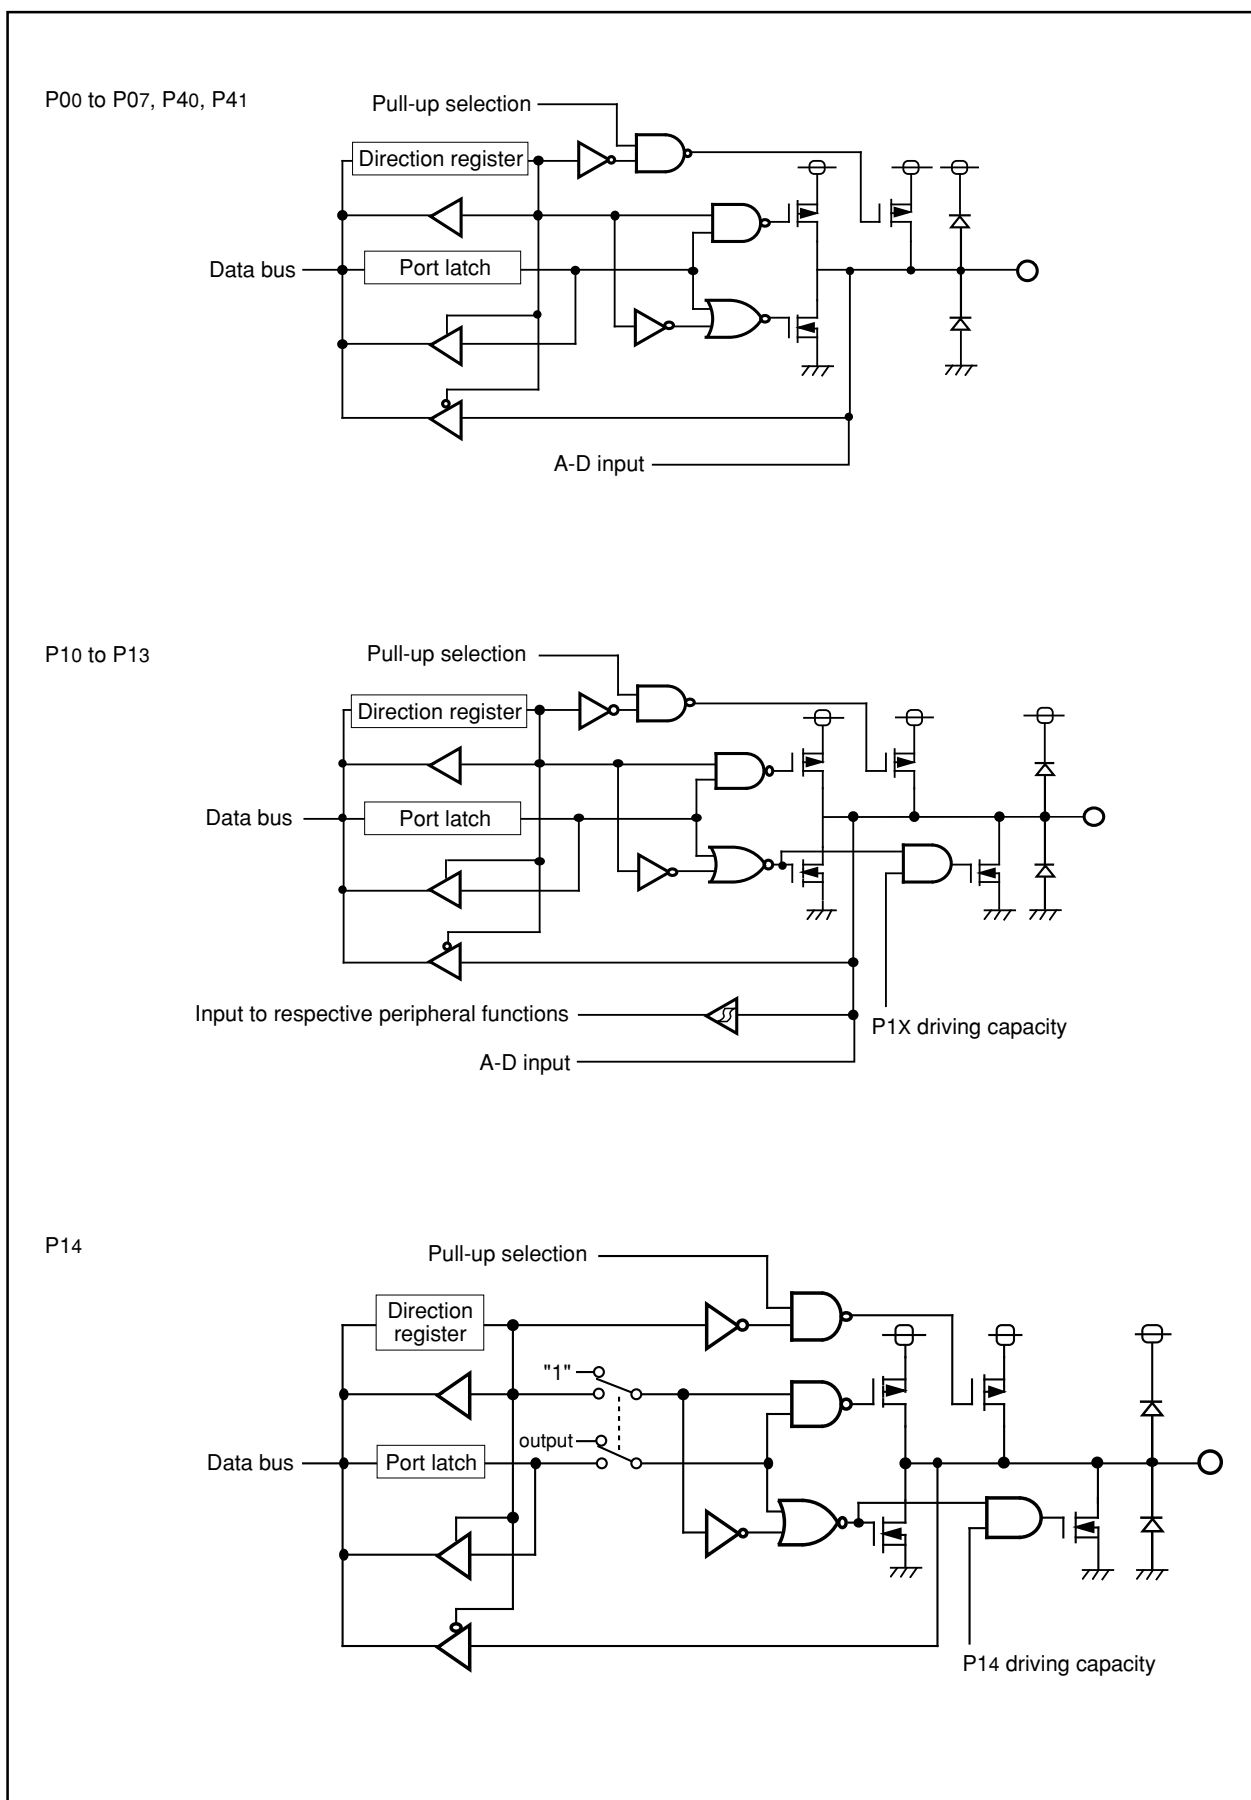 P00 to P07, P40, P41
Pull-up selection
Direction register
Data bus
Port latch
A-D input
P10 to P13
Pull-up selection
Direction register
Data bus
Port latch
Input to respective peripheral functions
P1X driving capacity
A-D input
P14
Pull-up selection
Direction
register
"1"
output
Data bus
Port latch
P14 driving capacity